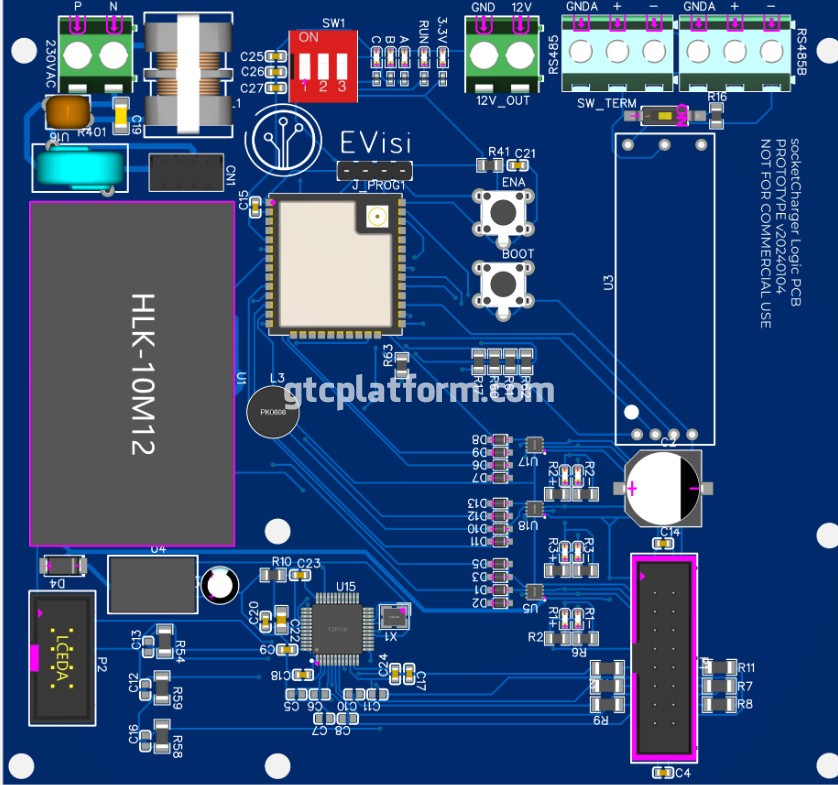 P N
230VAC
SW1
ON
1 2 3
C25
C26
C27
C B A RUN 3.3V
GND 12V
12V_OUT
RS485
GNDA + -
GNDA + -
RS485B
SW_TERM
NO
R16
R401
C19
CN1
EVisi
J_PROG1
C15
R41
C21
ENA
BOOT
U3
socketCharger Logic PCB
PROTOTYPE v20240104
NOT FOR COMMERCIAL USE
HLK-10M12
U1
L3
PK0608
R63
gtcplatform.com
D8
D9
D6
D7
U17
R2+ R2-
C2
+ -
D13
D12
D10
D11
U18
R3+ R3-
C14
D5
D3
D1
D2
U5
R1+ R1-
R2
R6
D4
U4
R10
C23
U15
C20
C22
C9
X1
C18
C24
C17
C5 C6 C10 C11
C7 C8
P2
LCEDA
C13
R54
C12
R59
C16
R58
R9
R11
R7
R8
C4